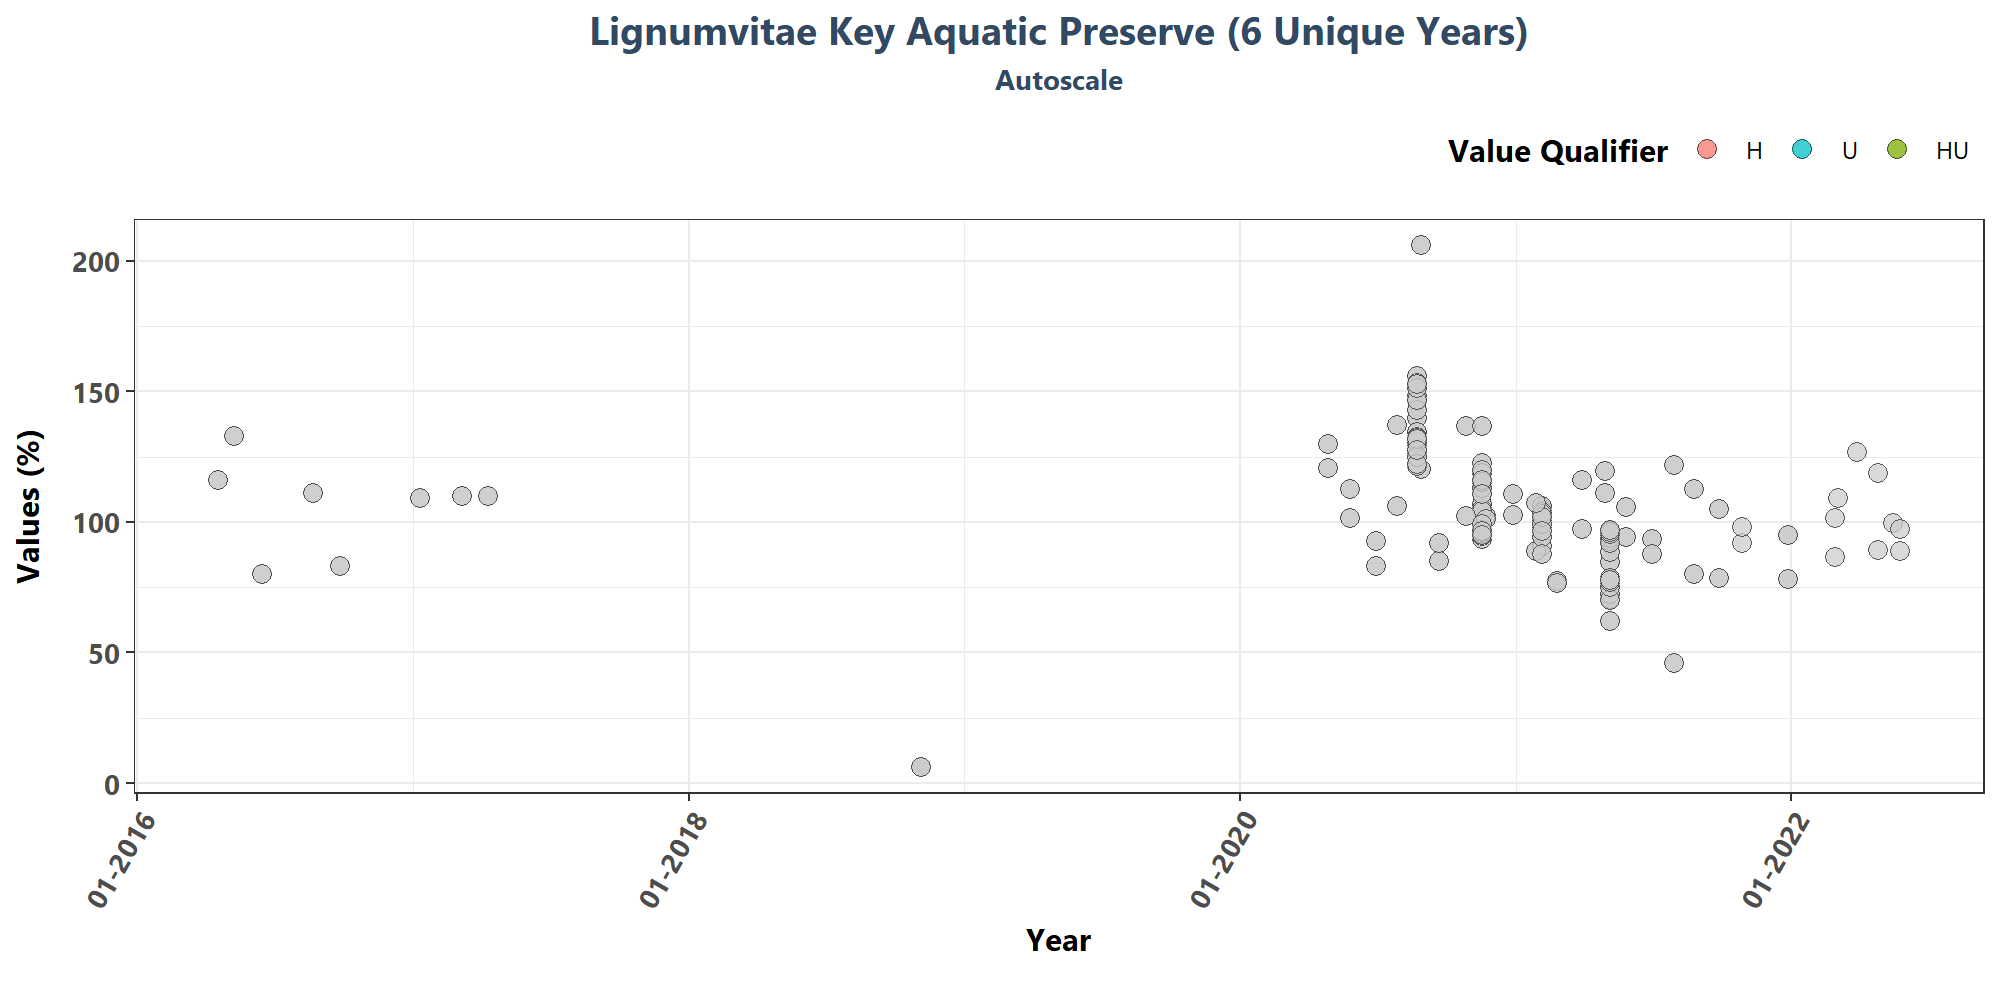 Lignumvitae Key Aquatic Preserve (6 Unique Years)
Autoscale
Value Qualifier H U HU
Values (%)
200
150
100
50
0
01-2016 01-2018 01-2020 01-2022
Year